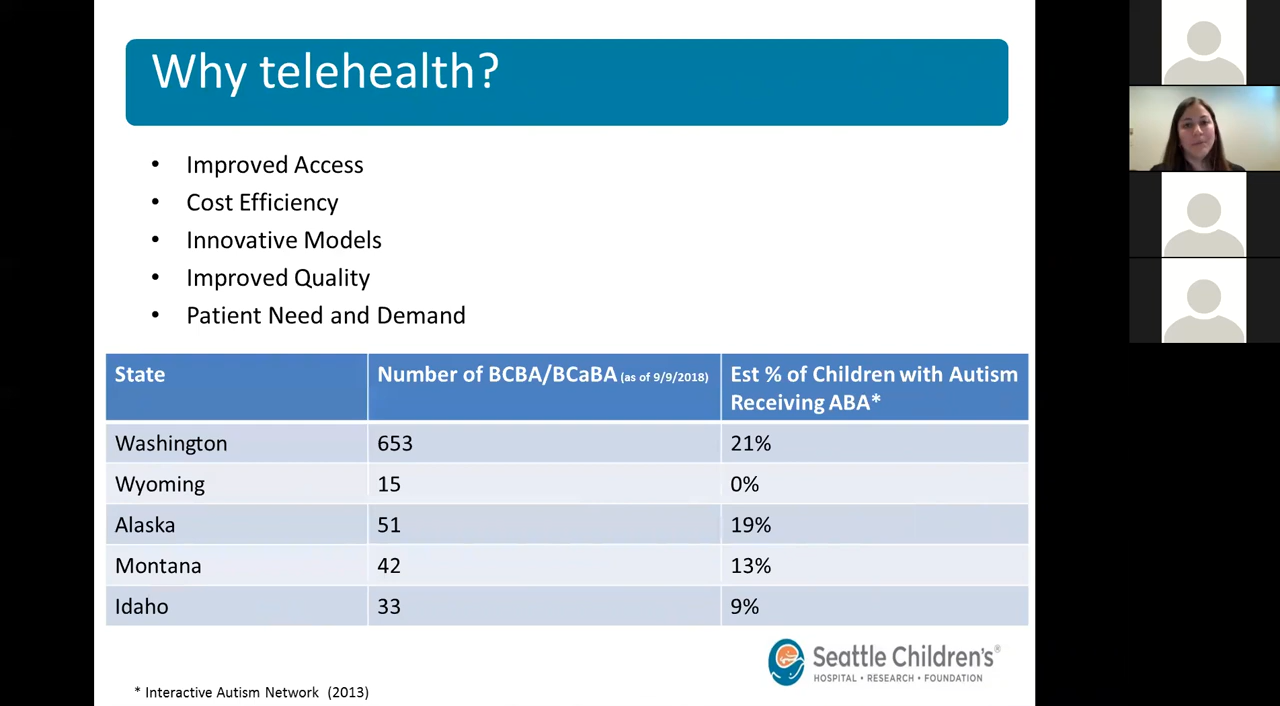 Why telehealth?
• Improved Access
• Cost Efficiency
• Innovative Models
• Improved Quality
• Patient Need and Demand
State Number of BCBA/BCaBA (as of 9/9/2018) Est % of Children with Autism
Receiving ABA*
Washington 653 21%
Wyoming 15 0%
Alaska 51 19%
Montana 42 13%
Idaho 33 9%
Seattle Children's®
HOSPITAL • RESEARCH • FOUNDATION
* Interactive Autism Network (2013)